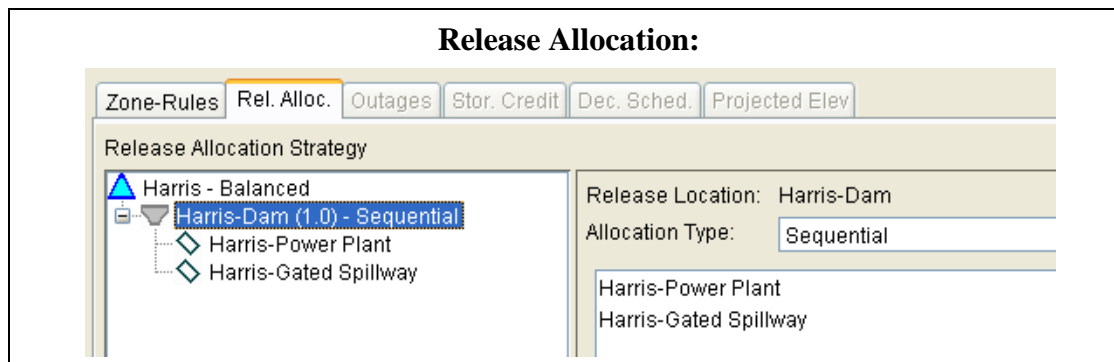 Release Allocation:
Zone-Rules Rel. Alloc. Outages Stor. Credit Dec. Sched. Projected Elev
Release Allocation Strategy
Harris - Balanced
Harris-Dam (1.0) - Sequential
Harris-Power Plant
Harris-Gated Spillway
Release Location: Harris-Dam
Allocation Type: Sequential
Harris-Power Plant
Harris-Gated Spillway